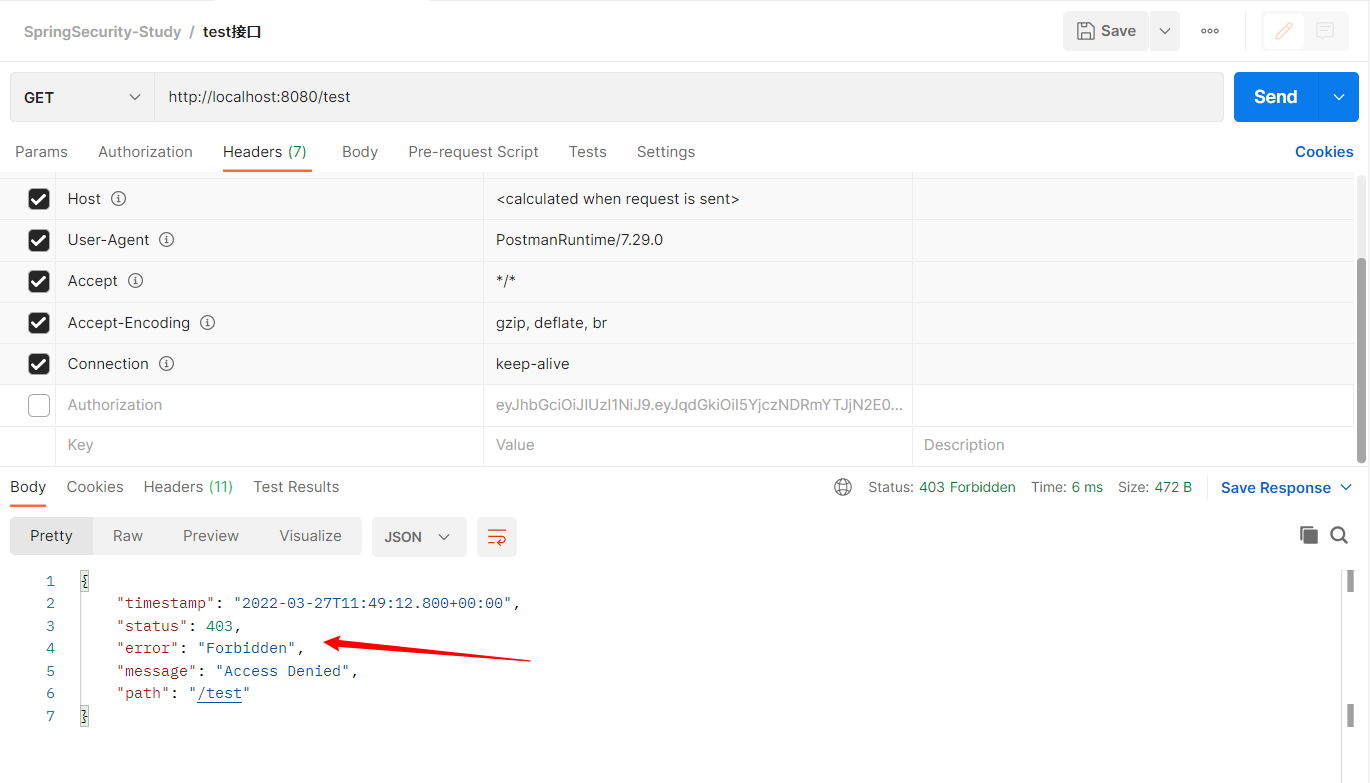 SpringSecurity-Study / test接口
Save
GET
http://localhost:8080/test
Send
Params Authorization Headers (7) Body Pre-request Script Tests Settings Cookies
Host <calculated when request is sent>
User-Agent PostmanRuntime/7.29.0
Accept */*
Accept-Encoding gzip, deflate, br
Connection keep-alive
Authorization eyJhbGciOiJIUzI1NiJ9.eyJqdGkiOiI5YjczNDRmYTJjN2E0...
Key Value Description
Body Cookies Headers (11) Test Results Status: 403 Forbidden Time: 6 ms Size: 472 B Save Response
Pretty Raw Preview Visualize JSON
1 {
2 "timestamp": "2022-03-27T11:49:12.800+00:00",
3 "status": 403,
4 "error": "Forbidden",
5 "message": "Access Denied",
6 "path": "/test"
7 }